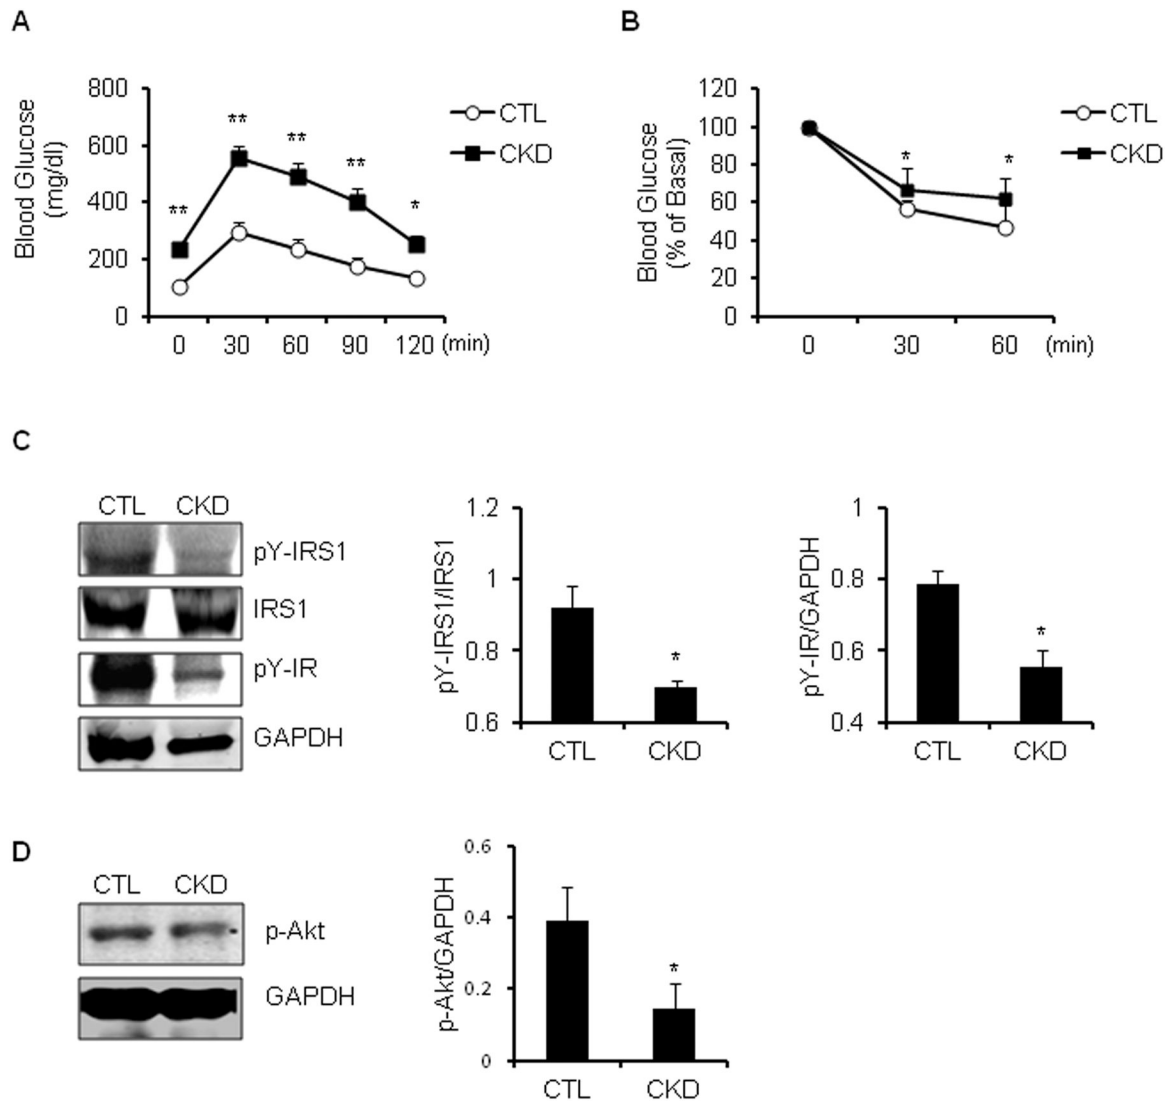 A
Blood Glucose
(mg/dl)
800
600
400
200
0
** ** ** ** *
0 30 60 90 120 (min)
CTL
CKD
B
Blood Glucose
(% of Basal)
120
100
80
60
40
20
0
* *
0 30 60 (min)
CTL
CKD
C
CTL CKD
pY-IRS1
IRS1
pY-IR
GAPDH
pY-IRS1/IRS1
1.2
1
0.8
0.6
*
CTL CKD
pY-IR/GAPDH
1
0.8
0.6
0.4
*
CTL CKD
D
CTL CKD
p-Akt
GAPDH
p-Akt/GAPDH
0.6
0.4
0.2
0
*
CTL CKD